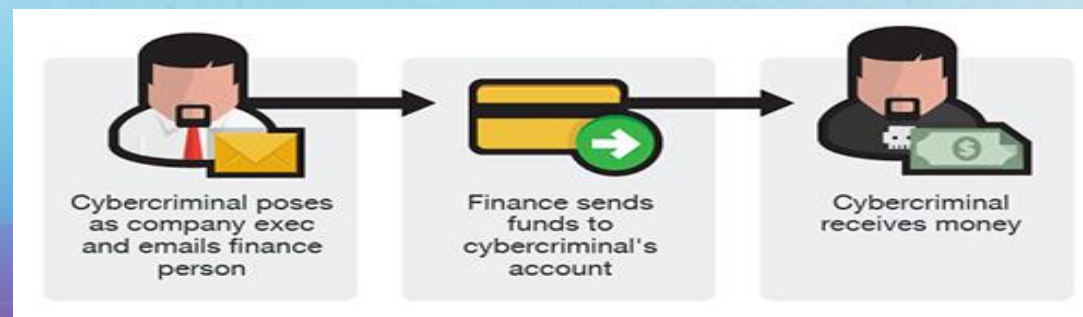 Cybercriminal poses
as company exec
and emails finance
person
Finance sends
funds to
cybercriminal's
account
Cybercriminal
receives money